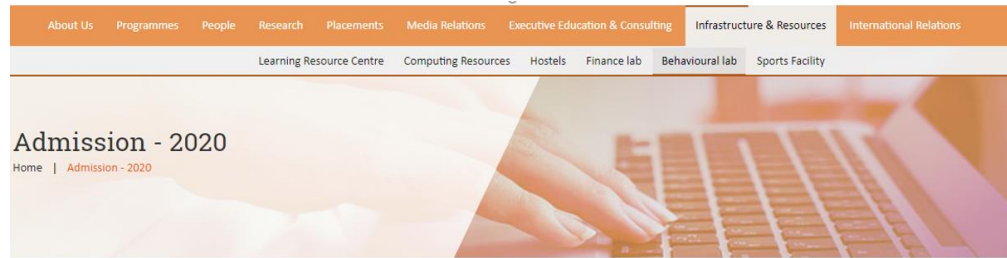 About Us Programmes People Research Placements Media Relations Executive Education & Consulting Infrastructure & Resources International Relations
Learning Resource Centre Computing Resources Hostels Finance lab Behavioural lab Sports Facility
Admission - 2020
Home | Admission - 2020